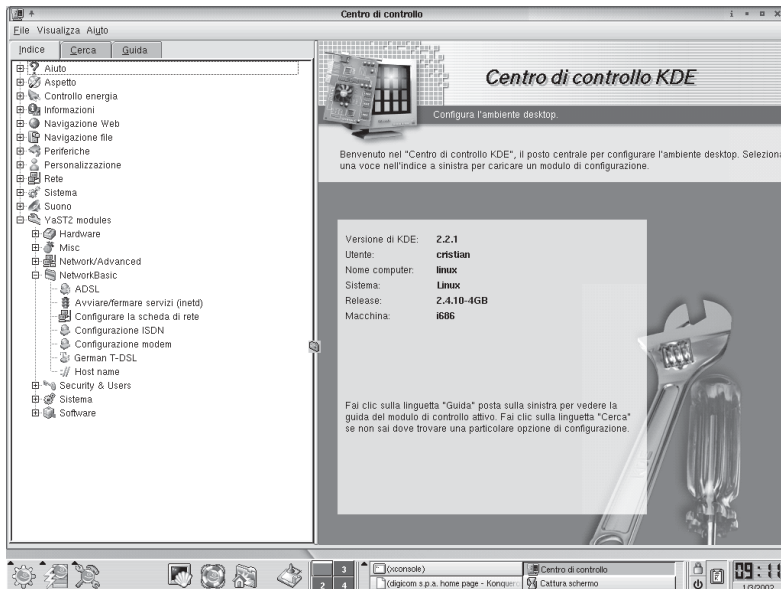 Centro di controllo
File Visualizza Aiuto
Indice Cerca Guida
Aiuto
Aspetto
Controllo energia
Informazioni
Navigazione Web
Navigazione file
Periferiche
Personalizzazione
Rete
Sistema
Suono
YaST2 modules
Hardware
Misc
Network/Advanced
NetworkBasic
ADSL
Avviare/fermare servizi (inetd)
Configurare la scheda di rete
Configurazione ISDN
Configurazione modem
German T-DSL
Host name
Security & Users
Sistema
Software
Centro di controllo KDE
Configura l'ambiente desktop.
Benvenuto nel "Centro di controllo KDE", il posto centrale per configurare l'ambiente desktop. Seleziona
una voce nell'indice a sinistra per caricare un modulo di configurazione.
Versione di KDE: 2.2.1
Utente: cristian
Nome computer: linux
Sistema: Linux
Release: 2.4.10-4GB
Macchina: i686
Fai clic sulla linguetta "Guida" posta sulla sinistra per vedere la
guida del modulo di controllo attivo. Fai clic sulla linguetta "Cerca"
se non sai dove trovare una particolare opzione di configurazione.
3
2 4
(xconsole)
(digicom s.p.a. home page - Konquer
Centro di controllo
Cattura schermo
09:11
1/3/2002